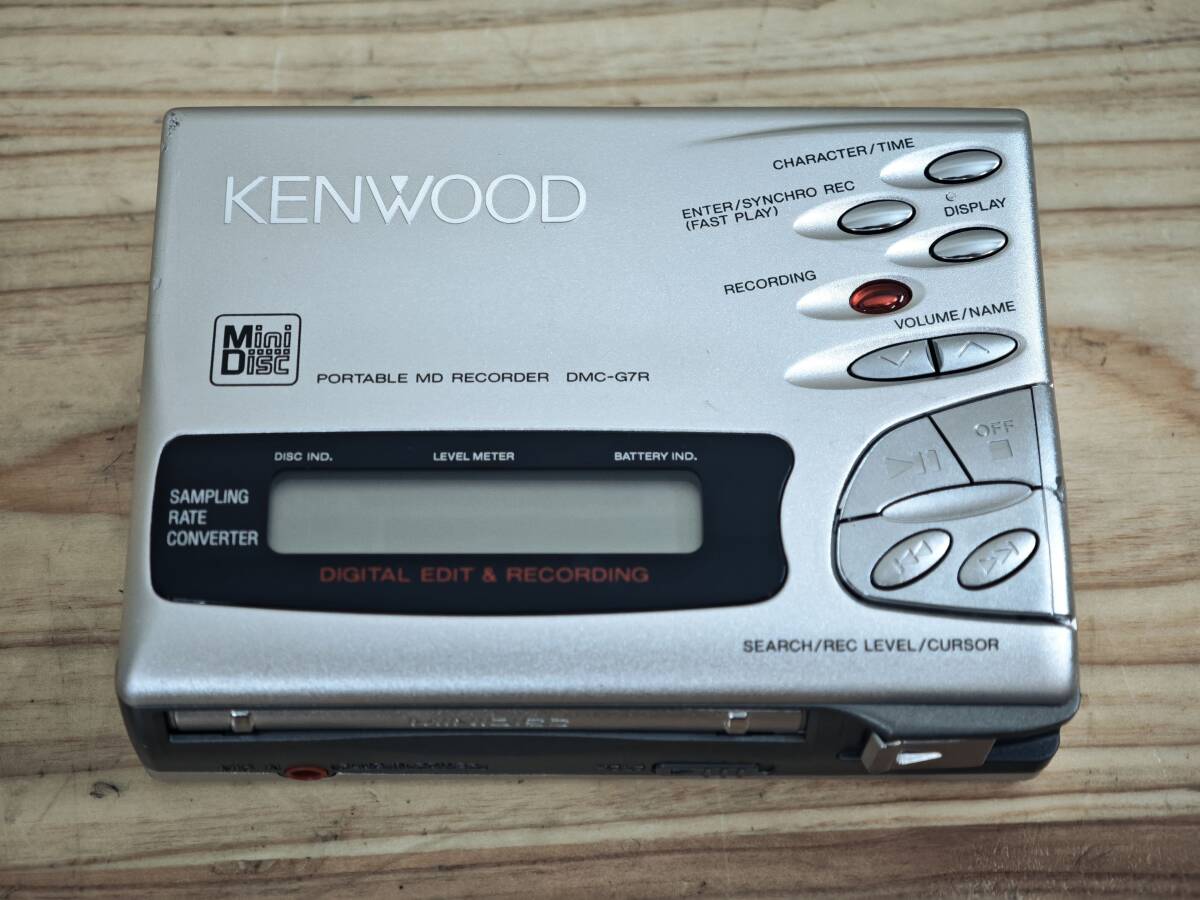 KENWOOD
CHARACTER/TIME
ENTER/SYNCHRO REC
(FAST PLAY)
DISPLAY
RECORDING
VOLUME/NAME
Mini
Disc
PORTABLE MD RECORDER DMC-G7R
OFF
DISC IND.
LEVEL METER
BATTERY IND.
SAMPLING
RATE
CONVERTER
DIGITAL EDIT & RECORDING
SEARCH/REC LEVEL/CURSOR